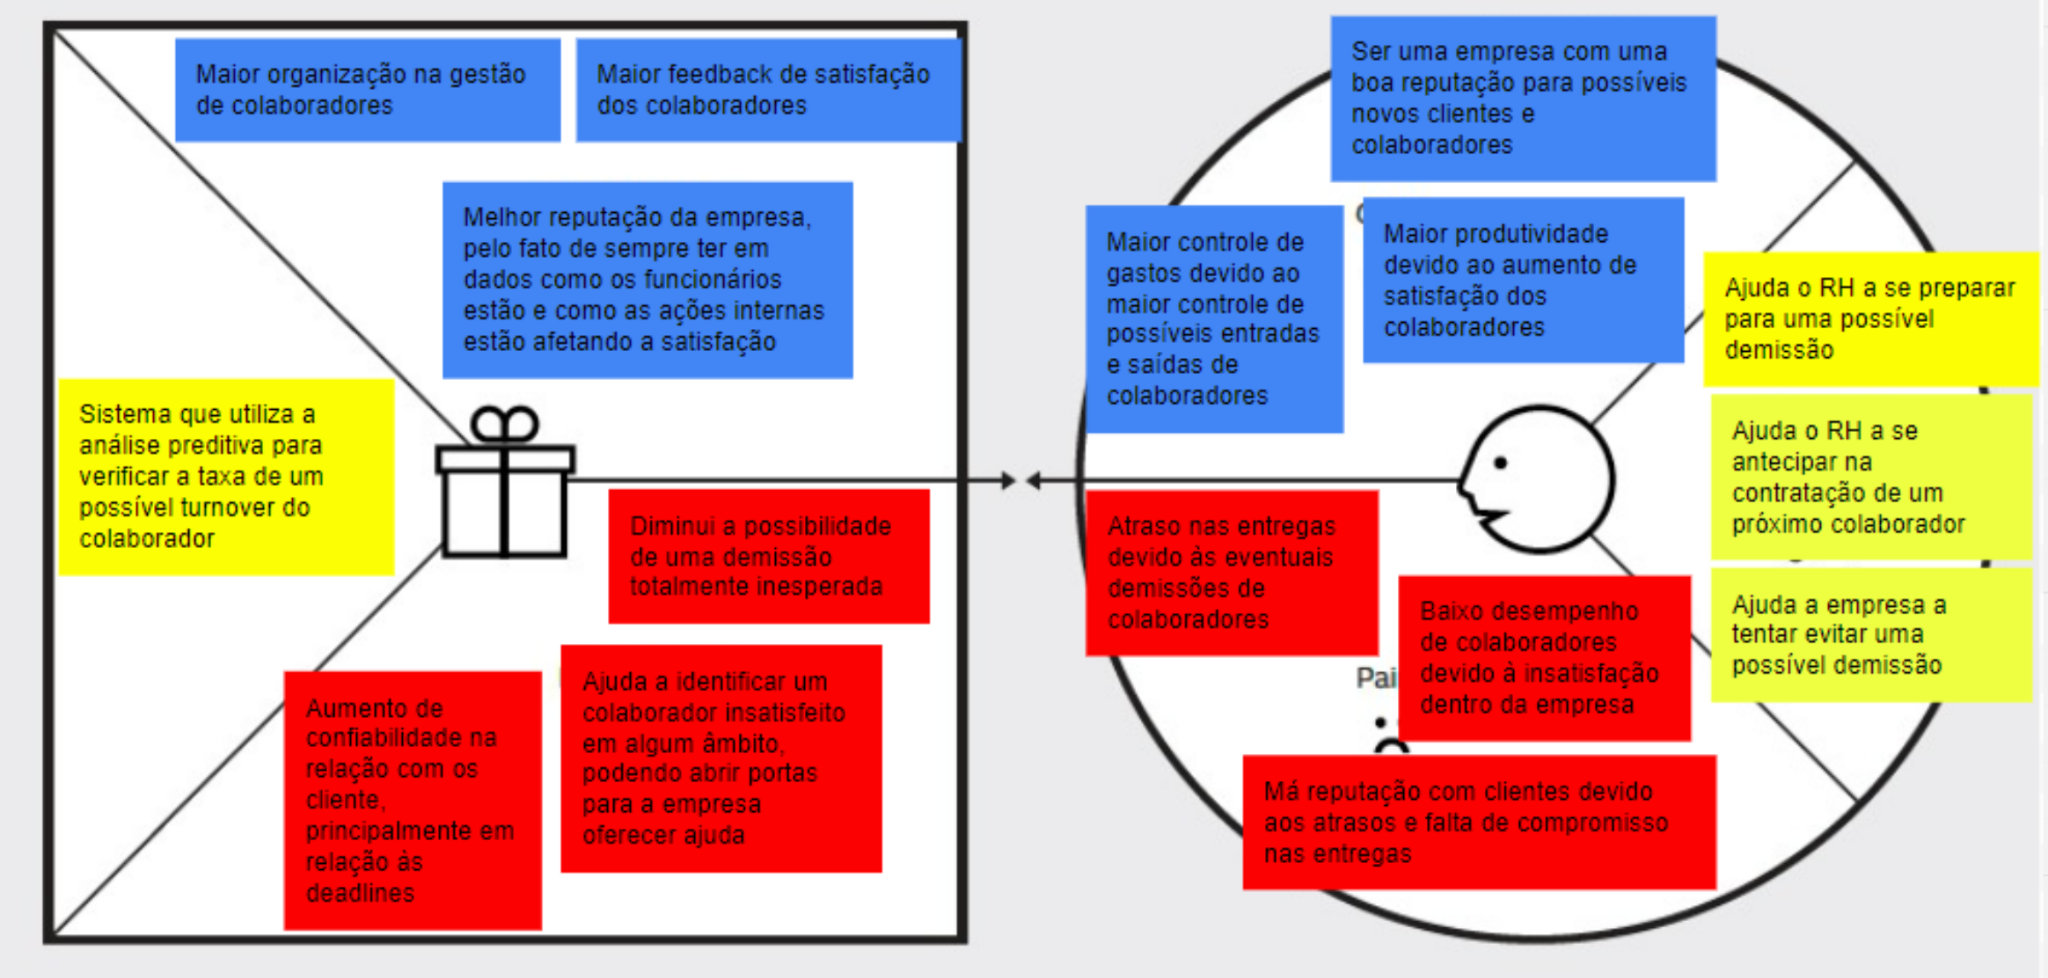 Maior organização na gestão
de colaboradores
Maior feedback de satisfação
dos colaboradores
Melhor reputação da empresa,
pelo fato de sempre ter em
dados como os funcionários
estão e como as ações internas
estão afetando a satisfação
Sistema que utiliza a
análise preditiva para
verificar a taxa de um
possível turnover do
colaborador
Diminui a possibilidade
de uma demissão
totalmente inesperada
Aumento de
confiabilidade na
relação com os
cliente,
principalmente em
relação às
deadlines
Ajuda a identificar um
colaborador insatisfeito
em algum âmbito,
podendo abrir portas
para a empresa
oferecer ajuda
Ser uma empresa com uma
boa reputação para possíveis
novos clientes e
colaboradores
Maior controle de
gastos devido ao
maior controle de
possíveis entradas
e saídas de
colaboradores
Maior produtividade
devido ao aumento de
satisfação dos
colaboradores
Ajuda o RH a se preparar
para uma possível
demissão
Ajuda o RH a se
antecipar na
contratação de um
próximo colaborador
Ajuda a empresa a
tentar evitar uma
possível demissão
Atraso nas entregas
devido às eventuais
demissões de
colaboradores
Baixo desempenho
de colaboradores
devido à insatisfação
dentro da empresa
Pai
Má reputação com clientes devido
aos atrasos e falta de compromisso
nas entregas